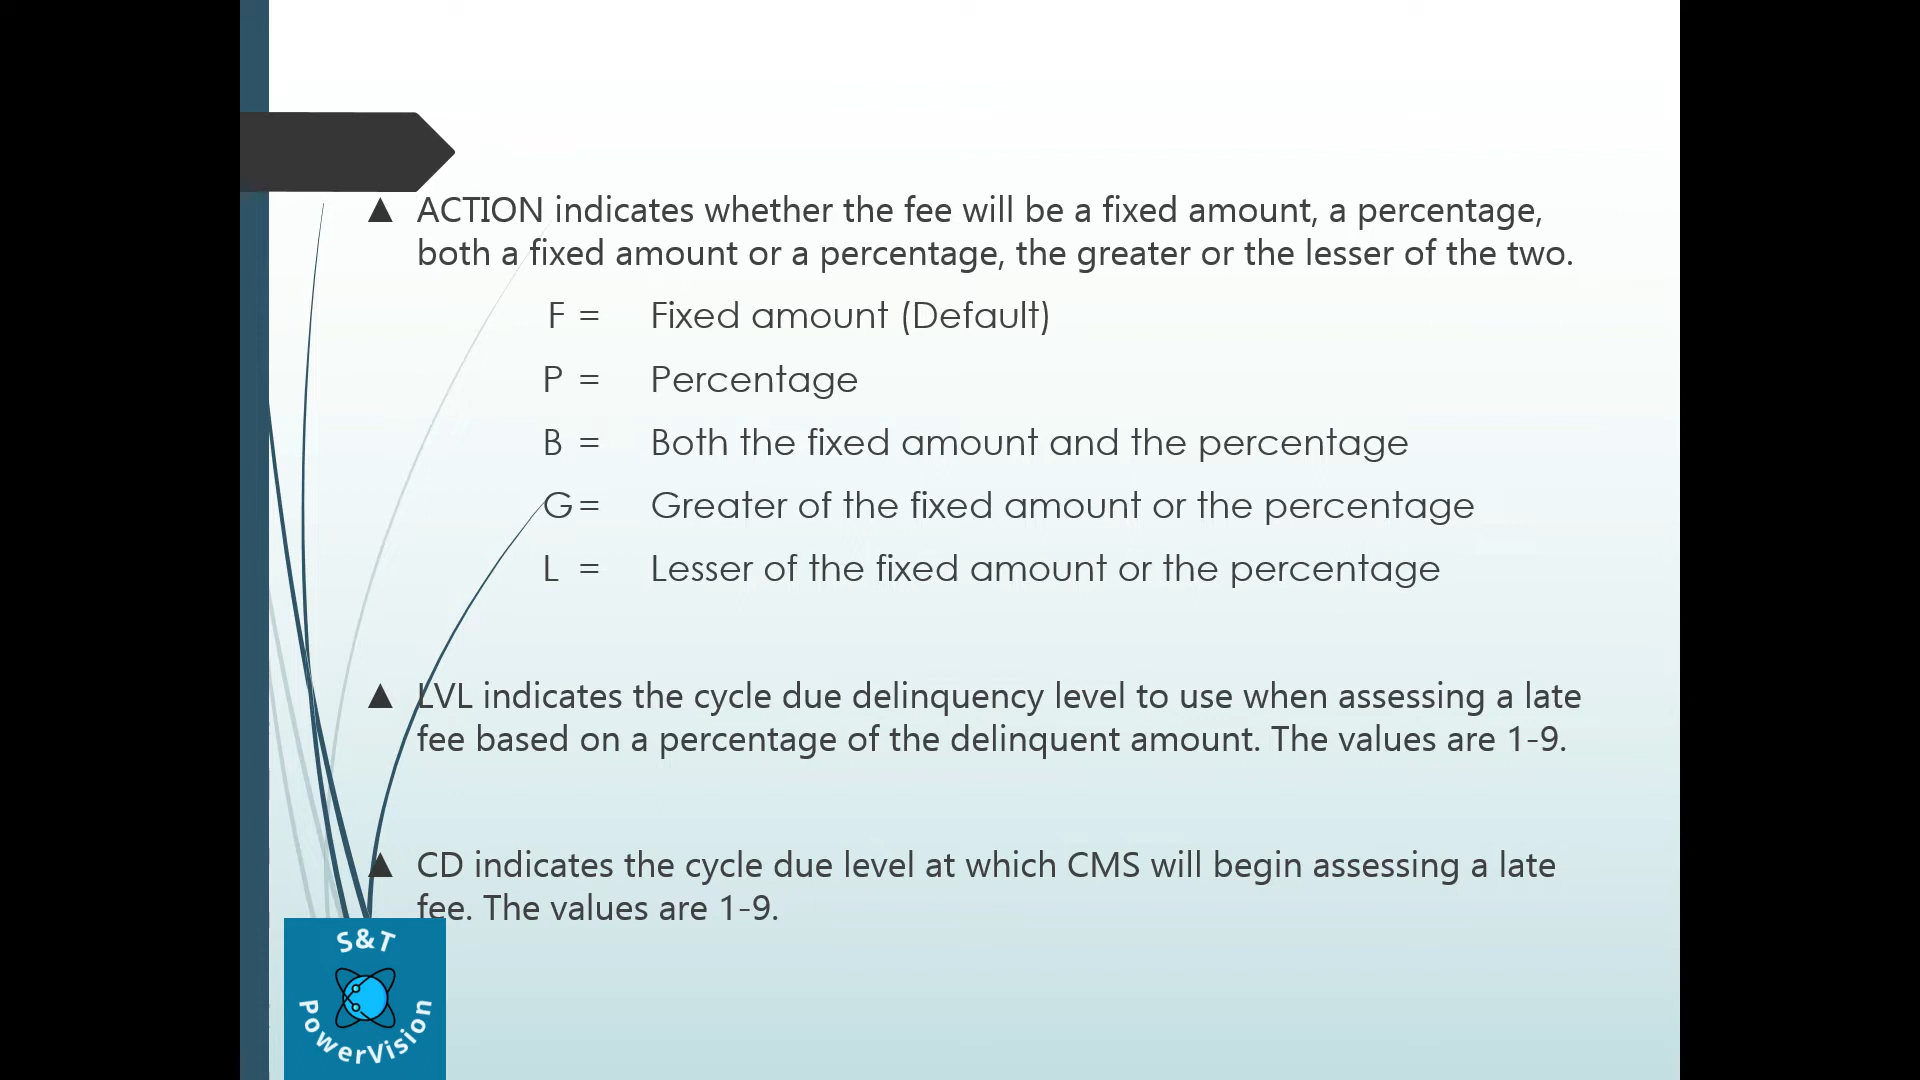 ▲ ACTION indicates whether the fee will be a fixed amount, a percentage,
both a fixed amount or a percentage, the greater or the lesser of the two.
F = Fixed amount (Default)
P = Percentage
B = Both the fixed amount and the percentage
G = Greater of the fixed amount or the percentage
L = Lesser of the fixed amount or the percentage
▲ LVL indicates the cycle due delinquency level to use when assessing a late
fee based on a percentage of the delinquent amount. The values are 1-9.
▲ CD indicates the cycle due level at which CMS will begin assessing a late
fee. The values are 1-9.
S&T
PowerVision